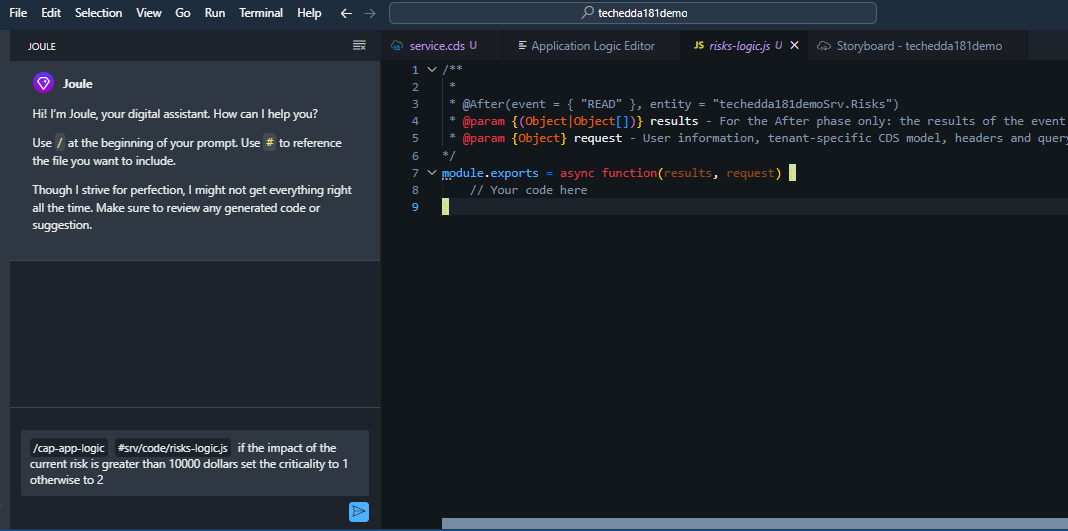 File Edit Selection View Go Run Terminal Help ← → techedda181demo
JOULE
service.cds U Application Logic Editor JS risks-logic.js U × Storyboard - techedda181demo
Joule
Hi! I'm Joule, your digital assistant. How can I help you?
Use / at the beginning of your prompt. Use # to reference
the file you want to include.
Though I strive for perfection, I might not get everything right
all the time. Make sure to review any generated code or
suggestion.
/cap-app-logic #srv/code/risks-logic.js if the impact of the
current risk is greater than 10000 dollars set the criticality to 1
otherwise to 2
1 /**
2 *
3 * @After(event = { "READ" }, entity = "techedda181demoSrv.Risks")
4 * @param {(Object|Object[])} results - For the After phase only: the results of the event
5 * @param {Object} request - User information, tenant-specific CDS model, headers and query
6 */
7 module.exports = async function(results, request) {
8 // Your code here
9 }